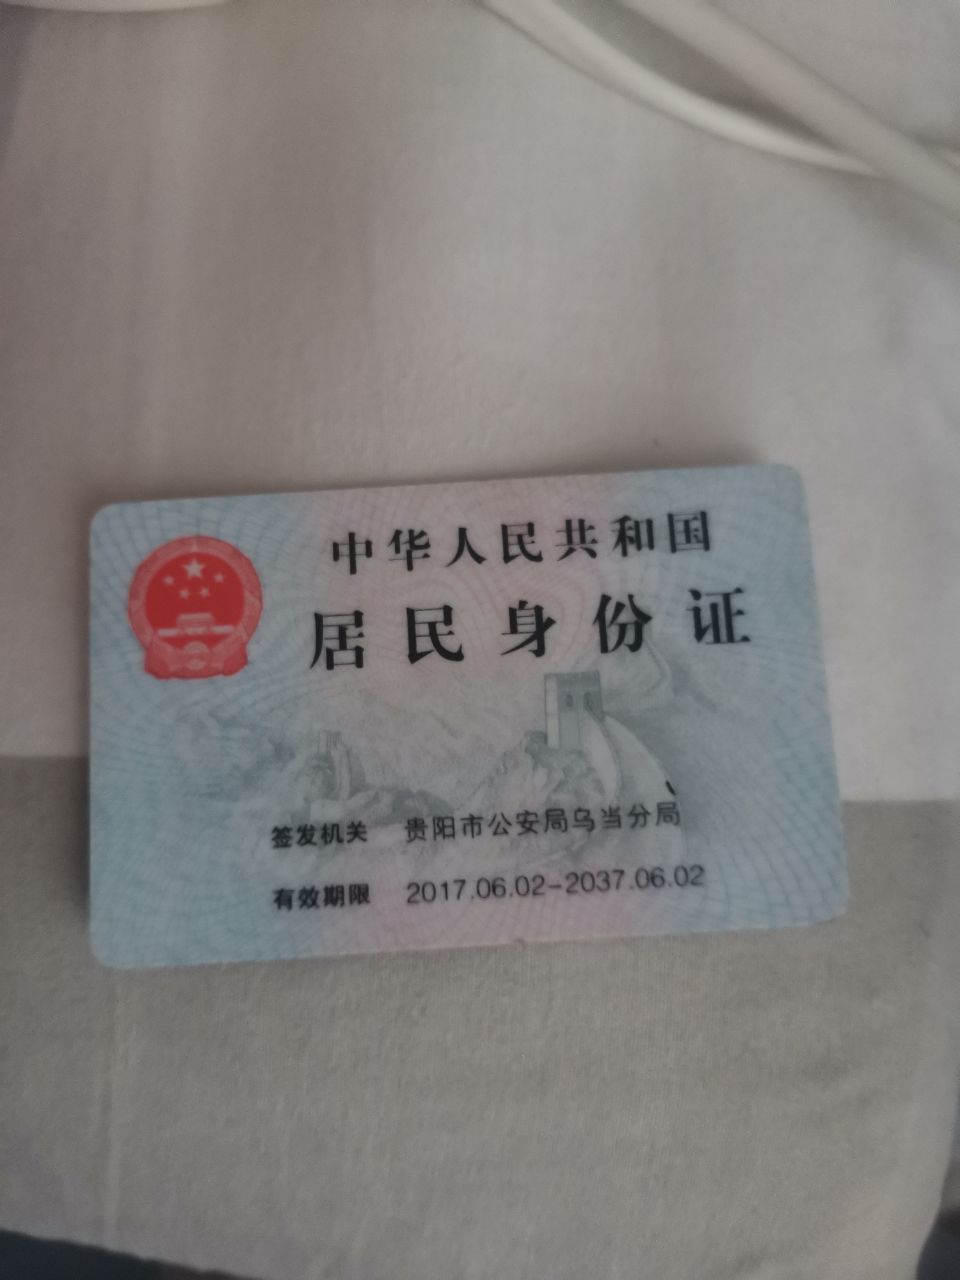 中华人民共和国
居民身份证
签发机关 贵阳市公安局乌当分局
有效期限 2017.06.02-2037.06.02